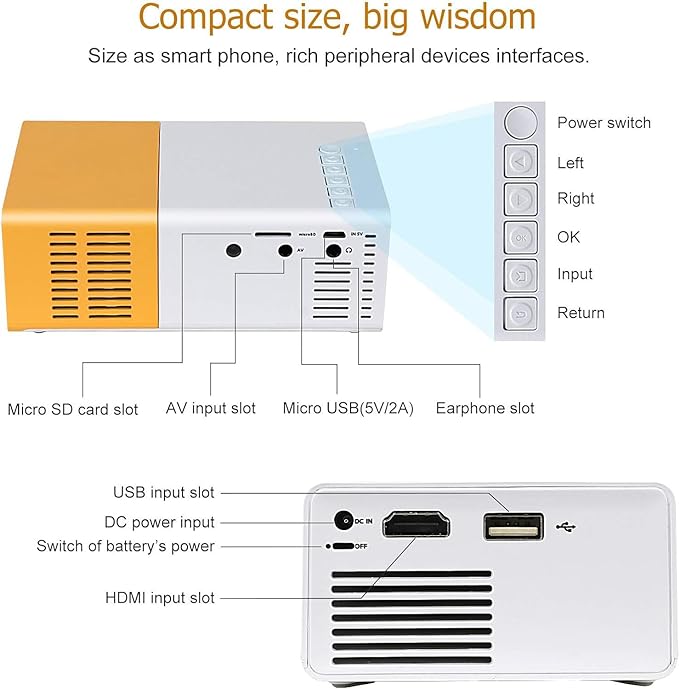 Compact size, big wisdom
Size as smart phone, rich peripheral devices interfaces.
Power switch
Left
Right
OK
OK
Input
Return
microSD
IN 5V
AV
Micro SD card slot
AV input slot
Micro USB(5V/2A)
Earphone slot
USB input slot
DC power input
Switch of battery's power
HDMI input slot
DC IN
OFF